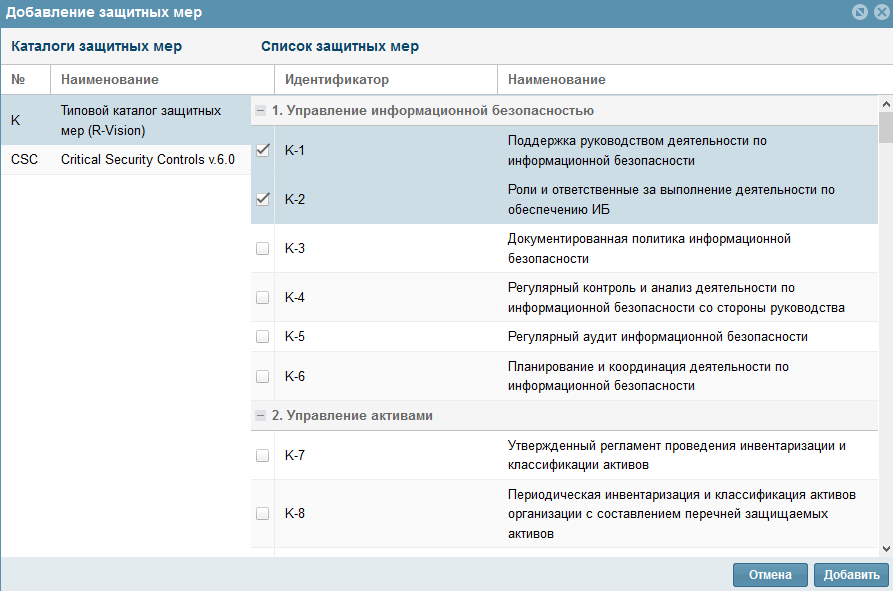 Добавление защитных мер
Каталоги защитных мер
Список защитных мер
№
Наименование
Идентификатор
Наименование
K
Типовой каталог защитных
мер (R-Vision)
CSC
Critical Security Controls v.6.0
1. Управление информационной безопасностью
K-1
Поддержка руководством деятельности по
информационной безопасности
K-2
Роли и ответственные за выполнение деятельности по
обеспечению ИБ
K-3
Документированная политика информационной
безопасности
K-4
Регулярный контроль и анализ деятельности по
информационной безопасности со стороны руководства
K-5
Регулярный аудит информационной безопасности
K-6
Планирование и координация деятельности по
информационной безопасности
2. Управление активами
K-7
Утвержденный регламент проведения инвентаризации и
классификации активов
K-8
Периодическая инвентаризация и классификация активов
организации с составлением перечней защищаемых
активов
Отмена
Добавить